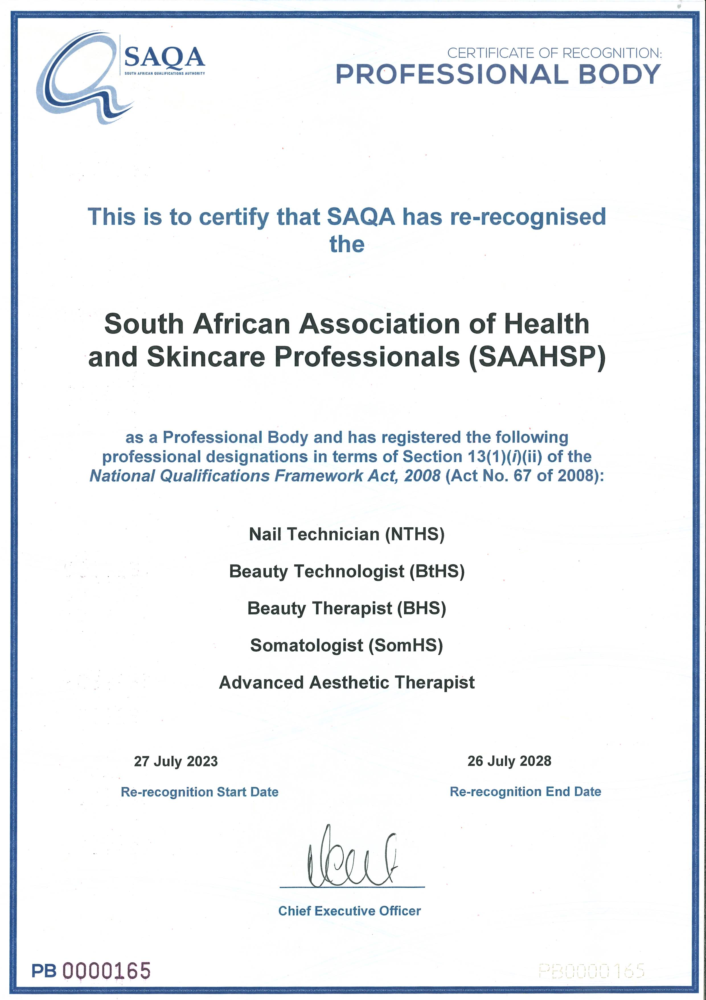 SAQA
SOUTH AFRICAN QUALIFICATIONS AUTHORITY
CERTIFICATE OF RECOGNITION:
PROFESSIONAL BODY
This is to certify that SAQA has re-recognised
the
South African Association of Health
and Skincare Professionals (SAAHSP)
as a Professional Body and has registered the following
professional designations in terms of Section 13(1)(i)(ii) of the
National Qualifications Framework Act, 2008 (Act No. 67 of 2008):
Nail Technician (NTHS)
Beauty Technologist (BtHS)
Beauty Therapist (BHS)
Somatologist (SomHS)
Advanced Aesthetic Therapist
27 July 2023
26 July 2028
Re-recognition Start Date
Re-recognition End Date
Chief Executive Officer
PB 0000165
PB0000165